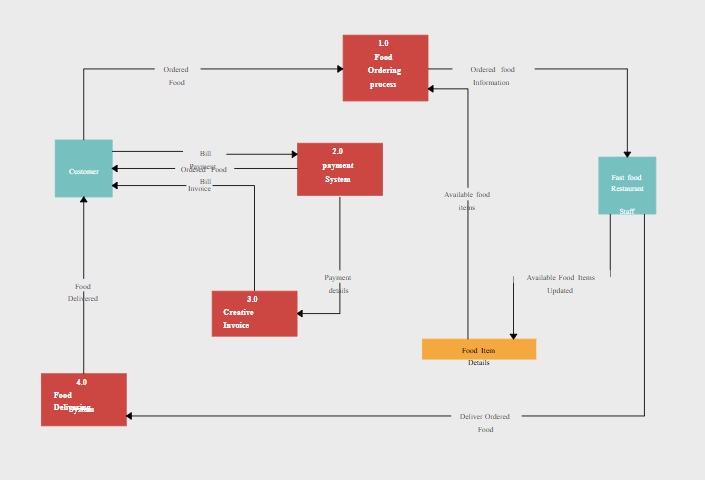 1.0
Food
Ordering
process
Ordered
Food
Ordered food
Information
Customer
Bill
Payment
Ordered Food
Bill
Invoice
2.0
payment
System
Fast food
Restaurant
Staff
Available food
items
Food
Delivered
Payment
details
Available Food Items
Updated
3.0
Creative
Invoice
Food Item
Details
4.0
Food
Delivering
System
Deliver Ordered
Food